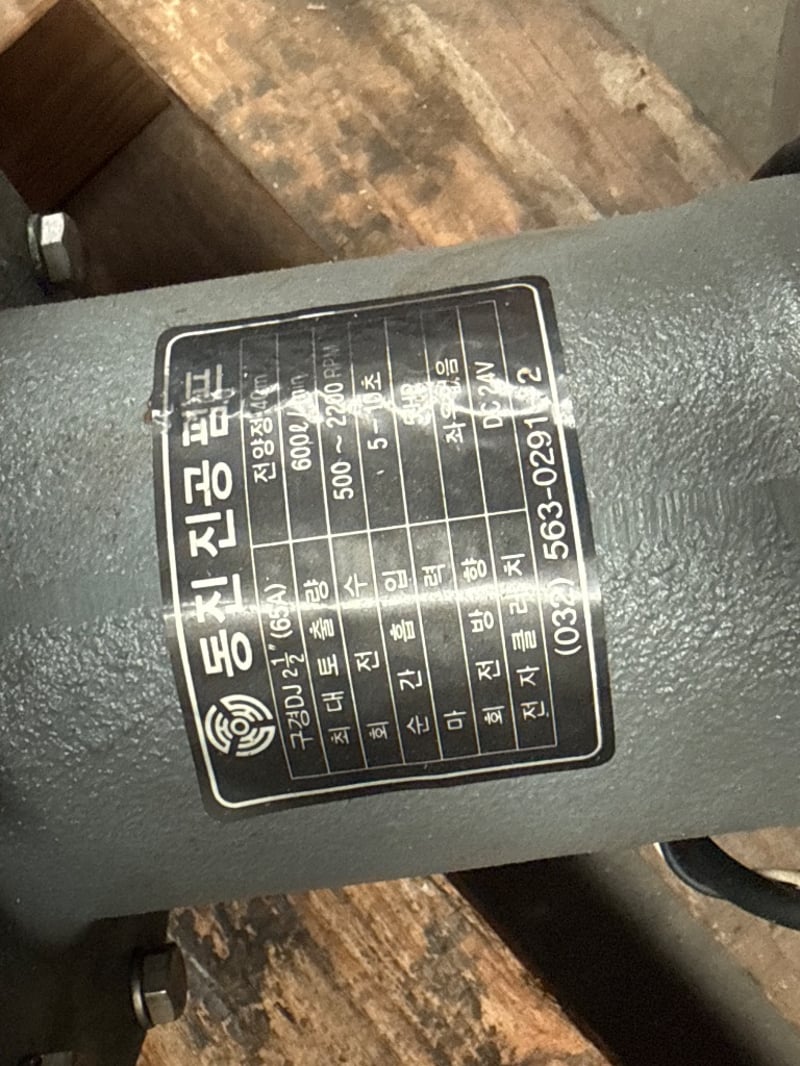 동진 진공 펌프
구경DJ 2½" (65A) 전양정 40m
최대토출량 600ℓ/min
회전수 500 ~ 2200 RPM
순간흡입 5-10초
마력
회전방향 좌우없음
전자클러치 DC 24V
(032) 563-0291